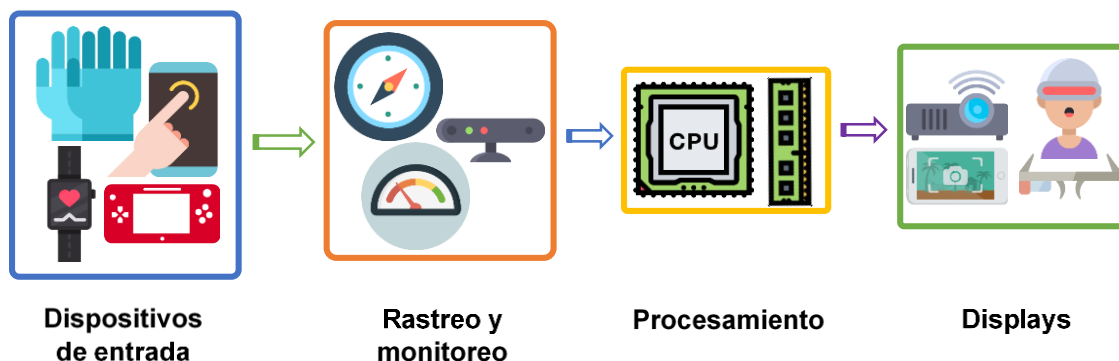 CPU
Dispositivos
de entrada
Rastreo y
monitoreo
Procesamiento
Displays